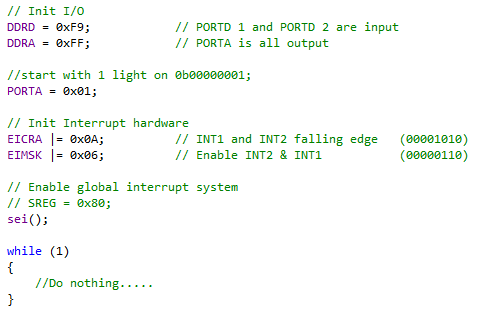 // Init I/O
DDRD = 0xF9; // PORTD 1 and PORTD 2 are input
DDRA = 0xFF; // PORTA is all output
//start with 1 light on 0b00000001;
PORTA = 0x01;
// Init Interrupt hardware
EICRA |= 0x0A; // INT1 and INT2 falling edge (00001010)
EIMSK |= 0x06; // Enable INT2 & INT1 (00000110)
// Enable global interrupt system
// SREG = 0x80;
sei();
while (1)
{
//Do nothing.....
}